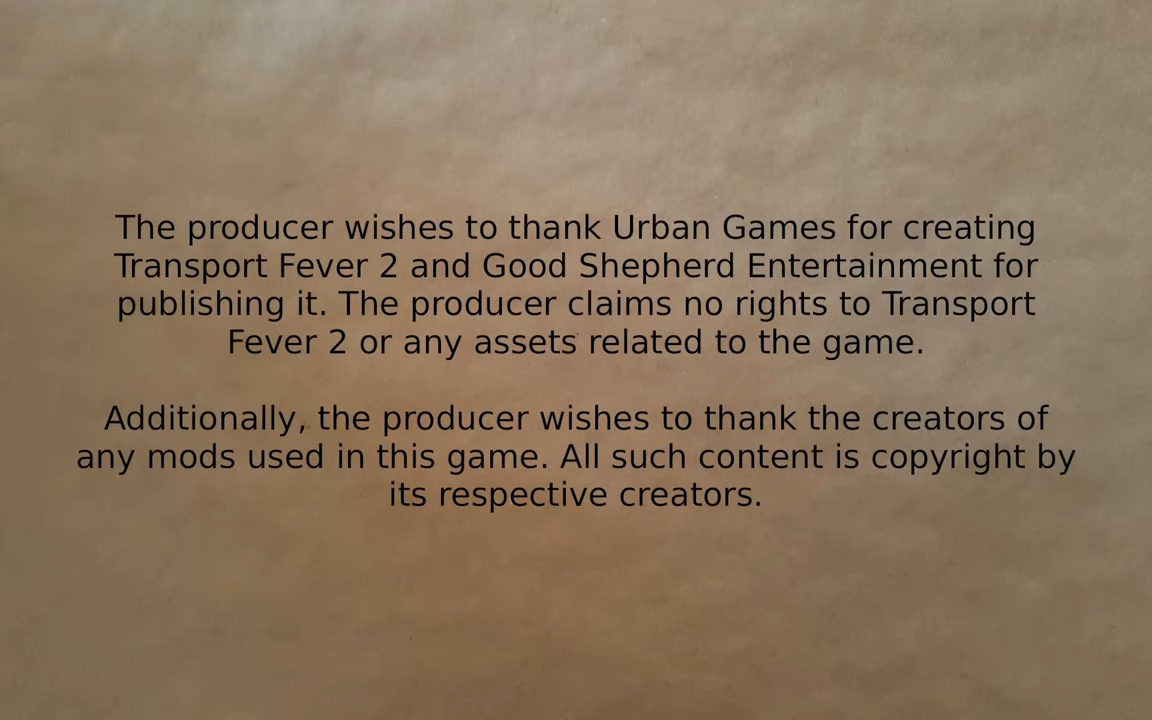 The producer wishes to thank Urban Games for creating
Transport Fever 2 and Good Shepherd Entertainment for
publishing it. The producer claims no rights to Transport
Fever 2 or any assets related to the game.
Additionally, the producer wishes to thank the creators of
any mods used in this game. All such content is copyright by
its respective creators.